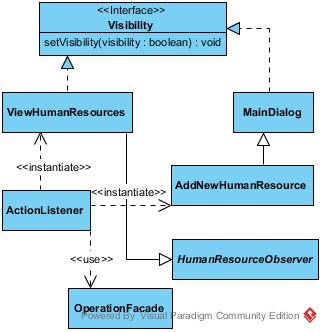 <<Interface>>
Visibility
setVisibility(visibility : boolean) : void
ViewHumanResources
MainDialog
<<instantiate>>
AddNewHumanResource
<<instantiate>>
ActionListener
HumanResourceObserver
<<use>>
OperationFacade
Powered By Visual Paradigm Community Edition